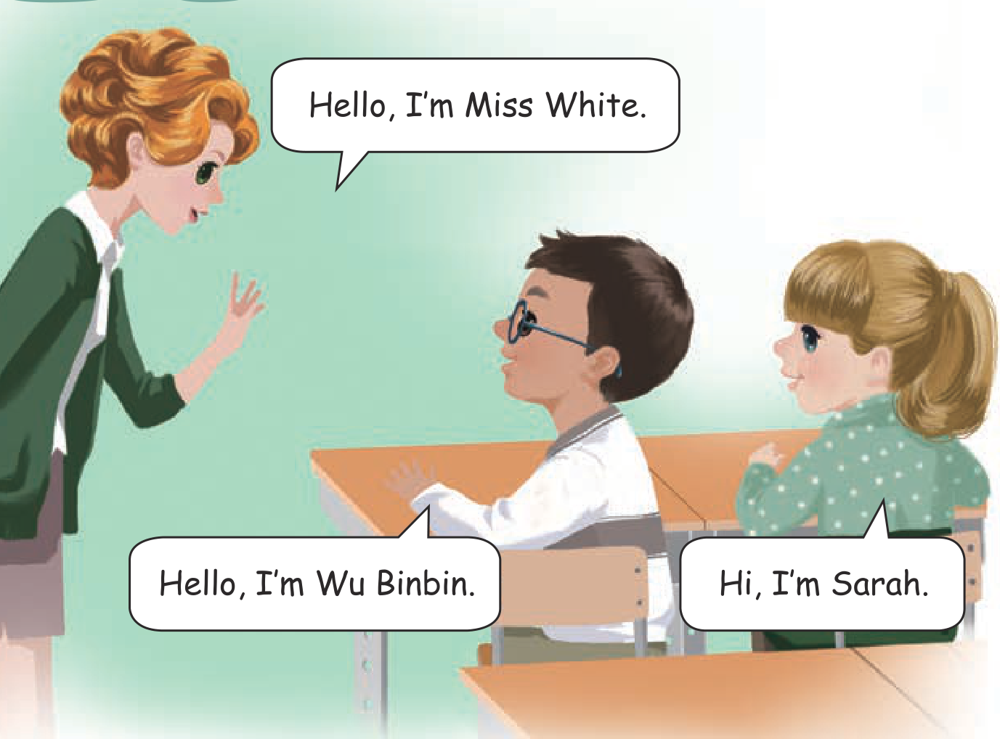 Hello, I'm Miss White.
Hello, I'm Wu Binbin.
Hi, I'm Sarah.